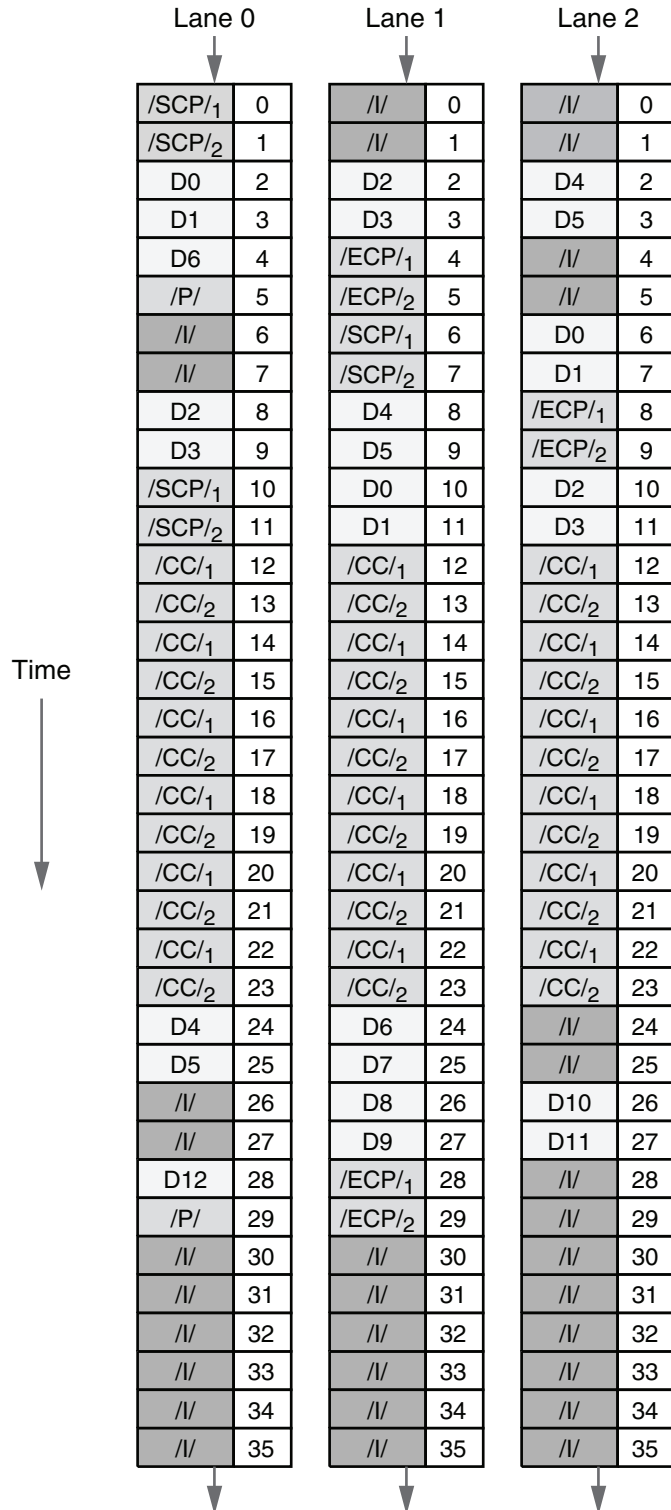 Lane 0 Lane 1 Lane 2
/SCP/1 0 /I/ 0 /I/ 0
/SCP/2 1 /I/ 1 /I/ 1
D0 2 D2 2 D4 2
D1 3 D3 3 D5 3
D6 4 /ECP/1 4 /I/ 4
/P/ 5 /ECP/2 5 /I/ 5
/I/ 6 /SCP/1 6 D0 6
/I/ 7 /SCP/2 7 D1 7
D2 8 D4 8 /ECP/1 8
D3 9 D5 9 /ECP/2 9
/SCP/1 10 D0 10 D2 10
/SCP/2 11 D1 11 D3 11
/CC/1 12 /CC/1 12 /CC/1 12
/CC/2 13 /CC/2 13 /CC/2 13
/CC/1 14 /CC/1 14 /CC/1 14
Time /CC/2 15 /CC/2 15 /CC/2 15
/CC/1 16 /CC/1 16 /CC/1 16
/CC/2 17 /CC/2 17 /CC/2 17
/CC/1 18 /CC/1 18 /CC/1 18
/CC/2 19 /CC/2 19 /CC/2 19
/CC/1 20 /CC/1 20 /CC/1 20
/CC/2 21 /CC/2 21 /CC/2 21
/CC/1 22 /CC/1 22 /CC/1 22
/CC/2 23 /CC/2 23 /CC/2 23
D4 24 D6 24 /I/ 24
D5 25 D7 25 /I/ 25
/I/ 26 D8 26 D10 26
/I/ 27 D9 27 D11 27
D12 28 /ECP/1 28 /I/ 28
/P/ 29 /ECP/2 29 /I/ 29
/I/ 30 /I/ 30 /I/ 30
/I/ 31 /I/ 31 /I/ 31
/I/ 32 /I/ 32 /I/ 32
/I/ 33 /I/ 33 /I/ 33
/I/ 34 /I/ 34 /I/ 34
/I/ 35 /I/ 35 /I/ 35